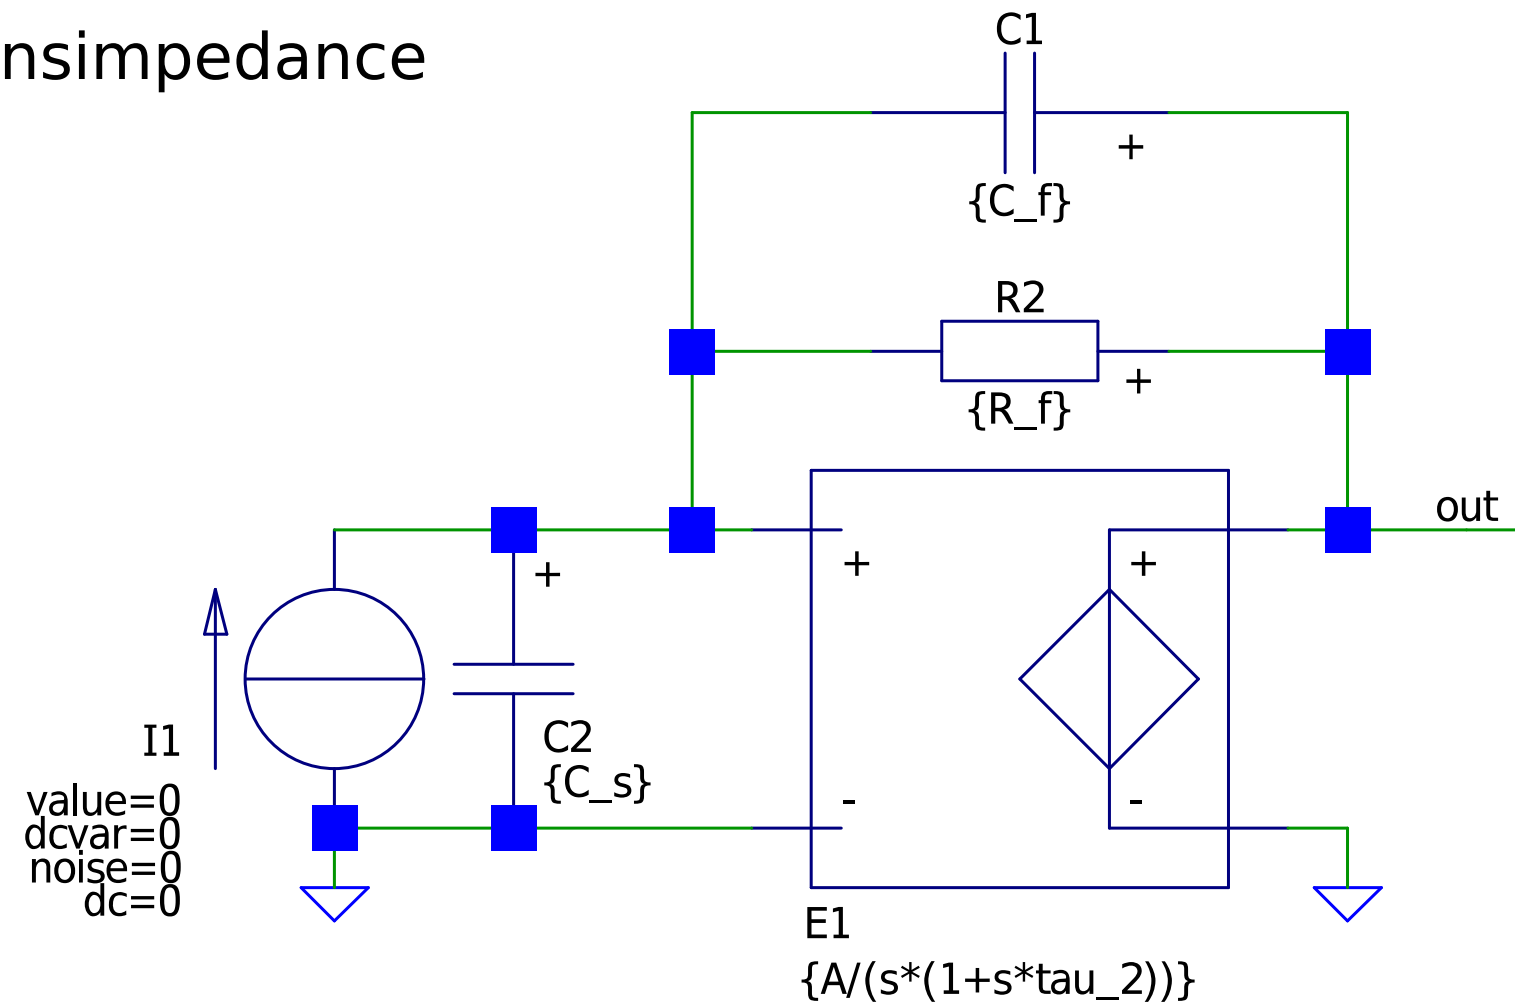 nsimpedance
C1
+
{C_f}
R2
+
{R_f}
out
+
+
+
I1
C2
{C_s}
value=0
dcvar=0
noise=0
dc=0
-
-
E1
{A/(s*(1+s*tau_2))}